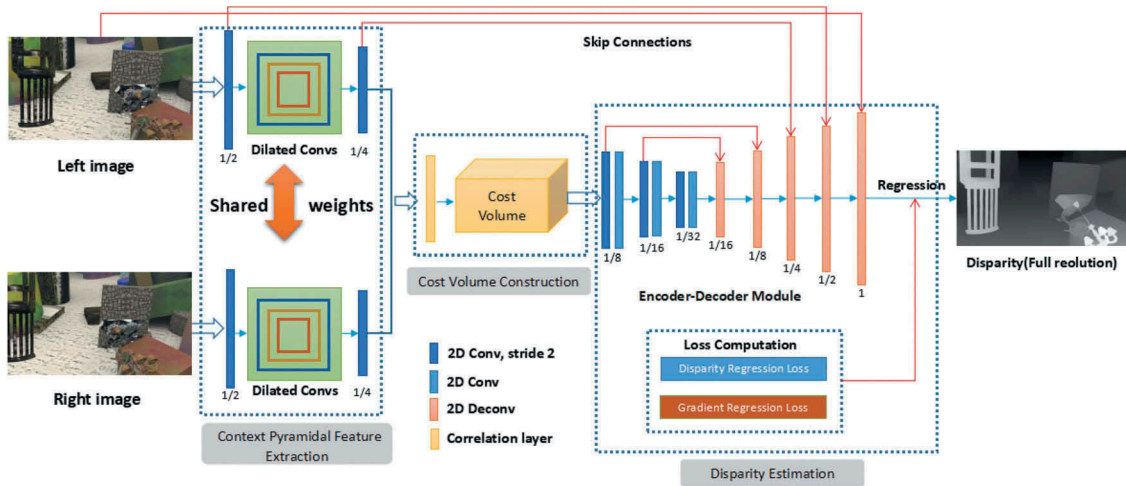 Skip Connections
1/2
Dilated Convs
1/4
Left image
Shared
weights
Cost
Volume
Regression
1/8
1/16
1/32
1/16
1/8
1/4
1/2
1
Disparity(Full reolution)
Cost Volume Construction
Encoder-Decoder Module
Loss Computation
Disparity Regression Loss
Gradient Regression Loss
2D Conv, stride 2
2D Conv
2D Deconv
Correlation layer
1/2
Dilated Convs
1/4
Right image
Context Pyramidal Feature
Extraction
Disparity Estimation